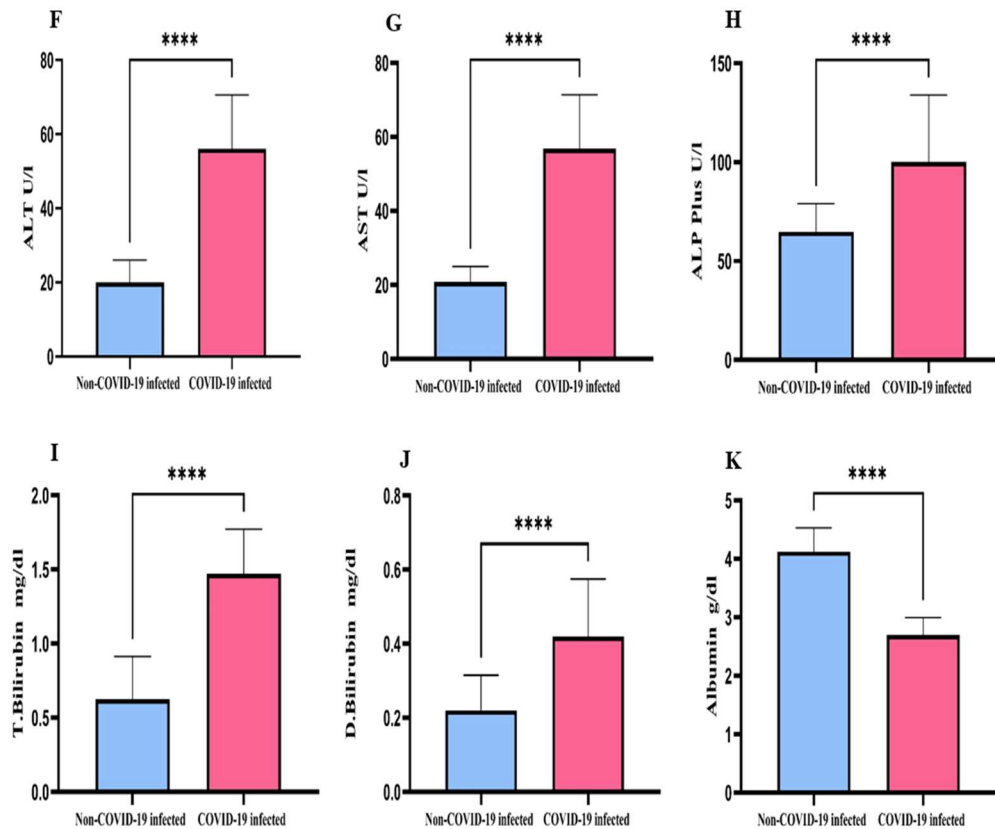 F
****
ALT U/l
80
60
40
20
0
Non-COVID-19 infected
COVID-19 infected
G
****
AST U/l
80
60
40
20
0
Non-COVID-19 infected
COVID-19 infected
H
****
ALP Plus U/l
150
100
50
0
Non-COVID-19 infected
COVID-19 infected
I
****
T.Bilirubin mg/dl
2.0
1.5
1.0
0.5
0.0
Non-COVID-19 infected
COVID-19 infected
J
****
D.Bilirubin mg/dl
0.8
0.6
0.4
0.2
0.0
Non-COVID-19 infected
COVID-19 infected
K
****
Albumin g/dl
5
4
3
2
1
0
Non-COVID-19 infected
COVID-19 infected